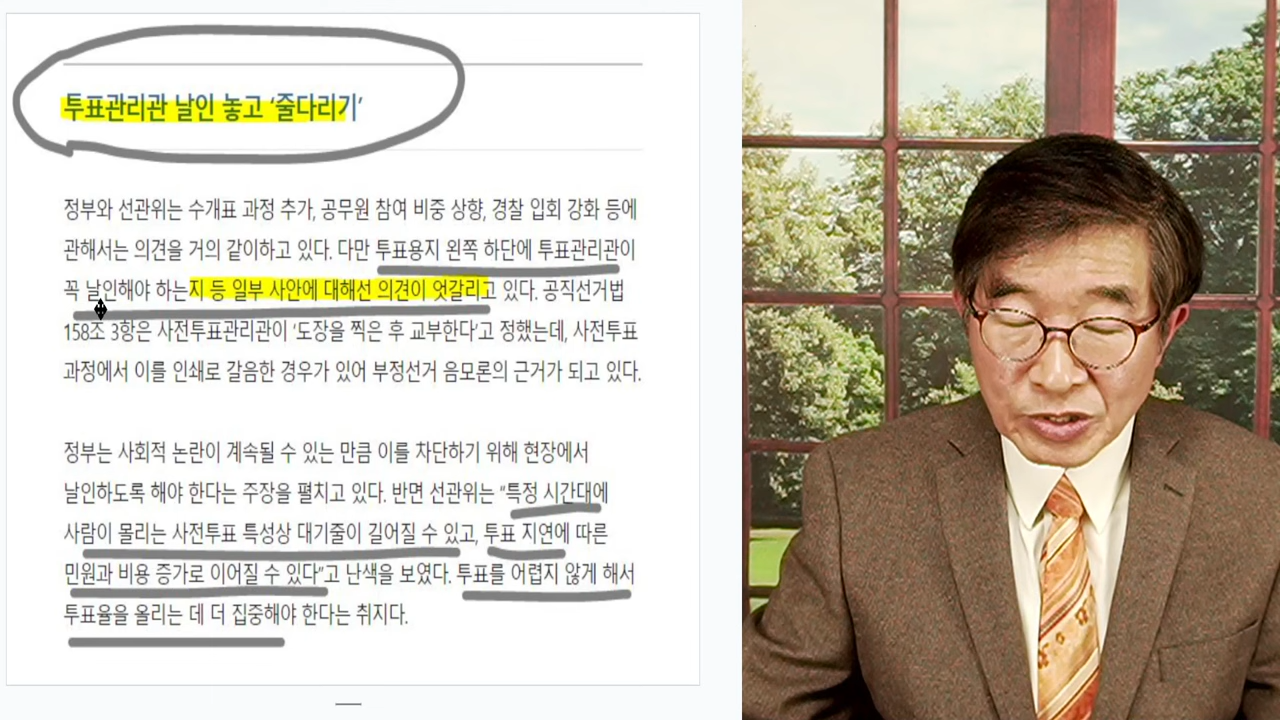 투표관리관 날인 놓고 ‘줄다리기’
정부와 선관위는 수개표 과정 추가, 공무원 참여 비중 상향, 경찰 입회 강화 등에
관해서는 의견을 거의 같이하고 있다. 다만 투표용지 왼쪽 하단에 투표관리관이
꼭 날인해야 하는지 등 일부 사안에 대해선 의견이 엇갈리고 있다. 공직선거법
158조 3항은 사전투표관리관이 ‘도장을 찍은 후 교부한다’고 정했는데, 사전투표
과정에서 이를 인쇄로 갈음한 경우가 있어 부정선거 음모론의 근거가 되고 있다.
정부는 사회적 논란이 계속될 수 있는 만큼 이를 차단하기 위해 현장에서
날인하도록 해야 한다는 주장을 펼치고 있다. 반면 선관위는 “특정 시간대에
사람이 몰리는 사전투표 특성상 대기줄이 길어질 수 있고, 투표 지연에 따른
민원과 비용 증가로 이어질 수 있다”고 난색을 보였다. 투표를 어렵지 않게 해서
투표율을 올리는 데 더 집중해야 한다는 취지다.